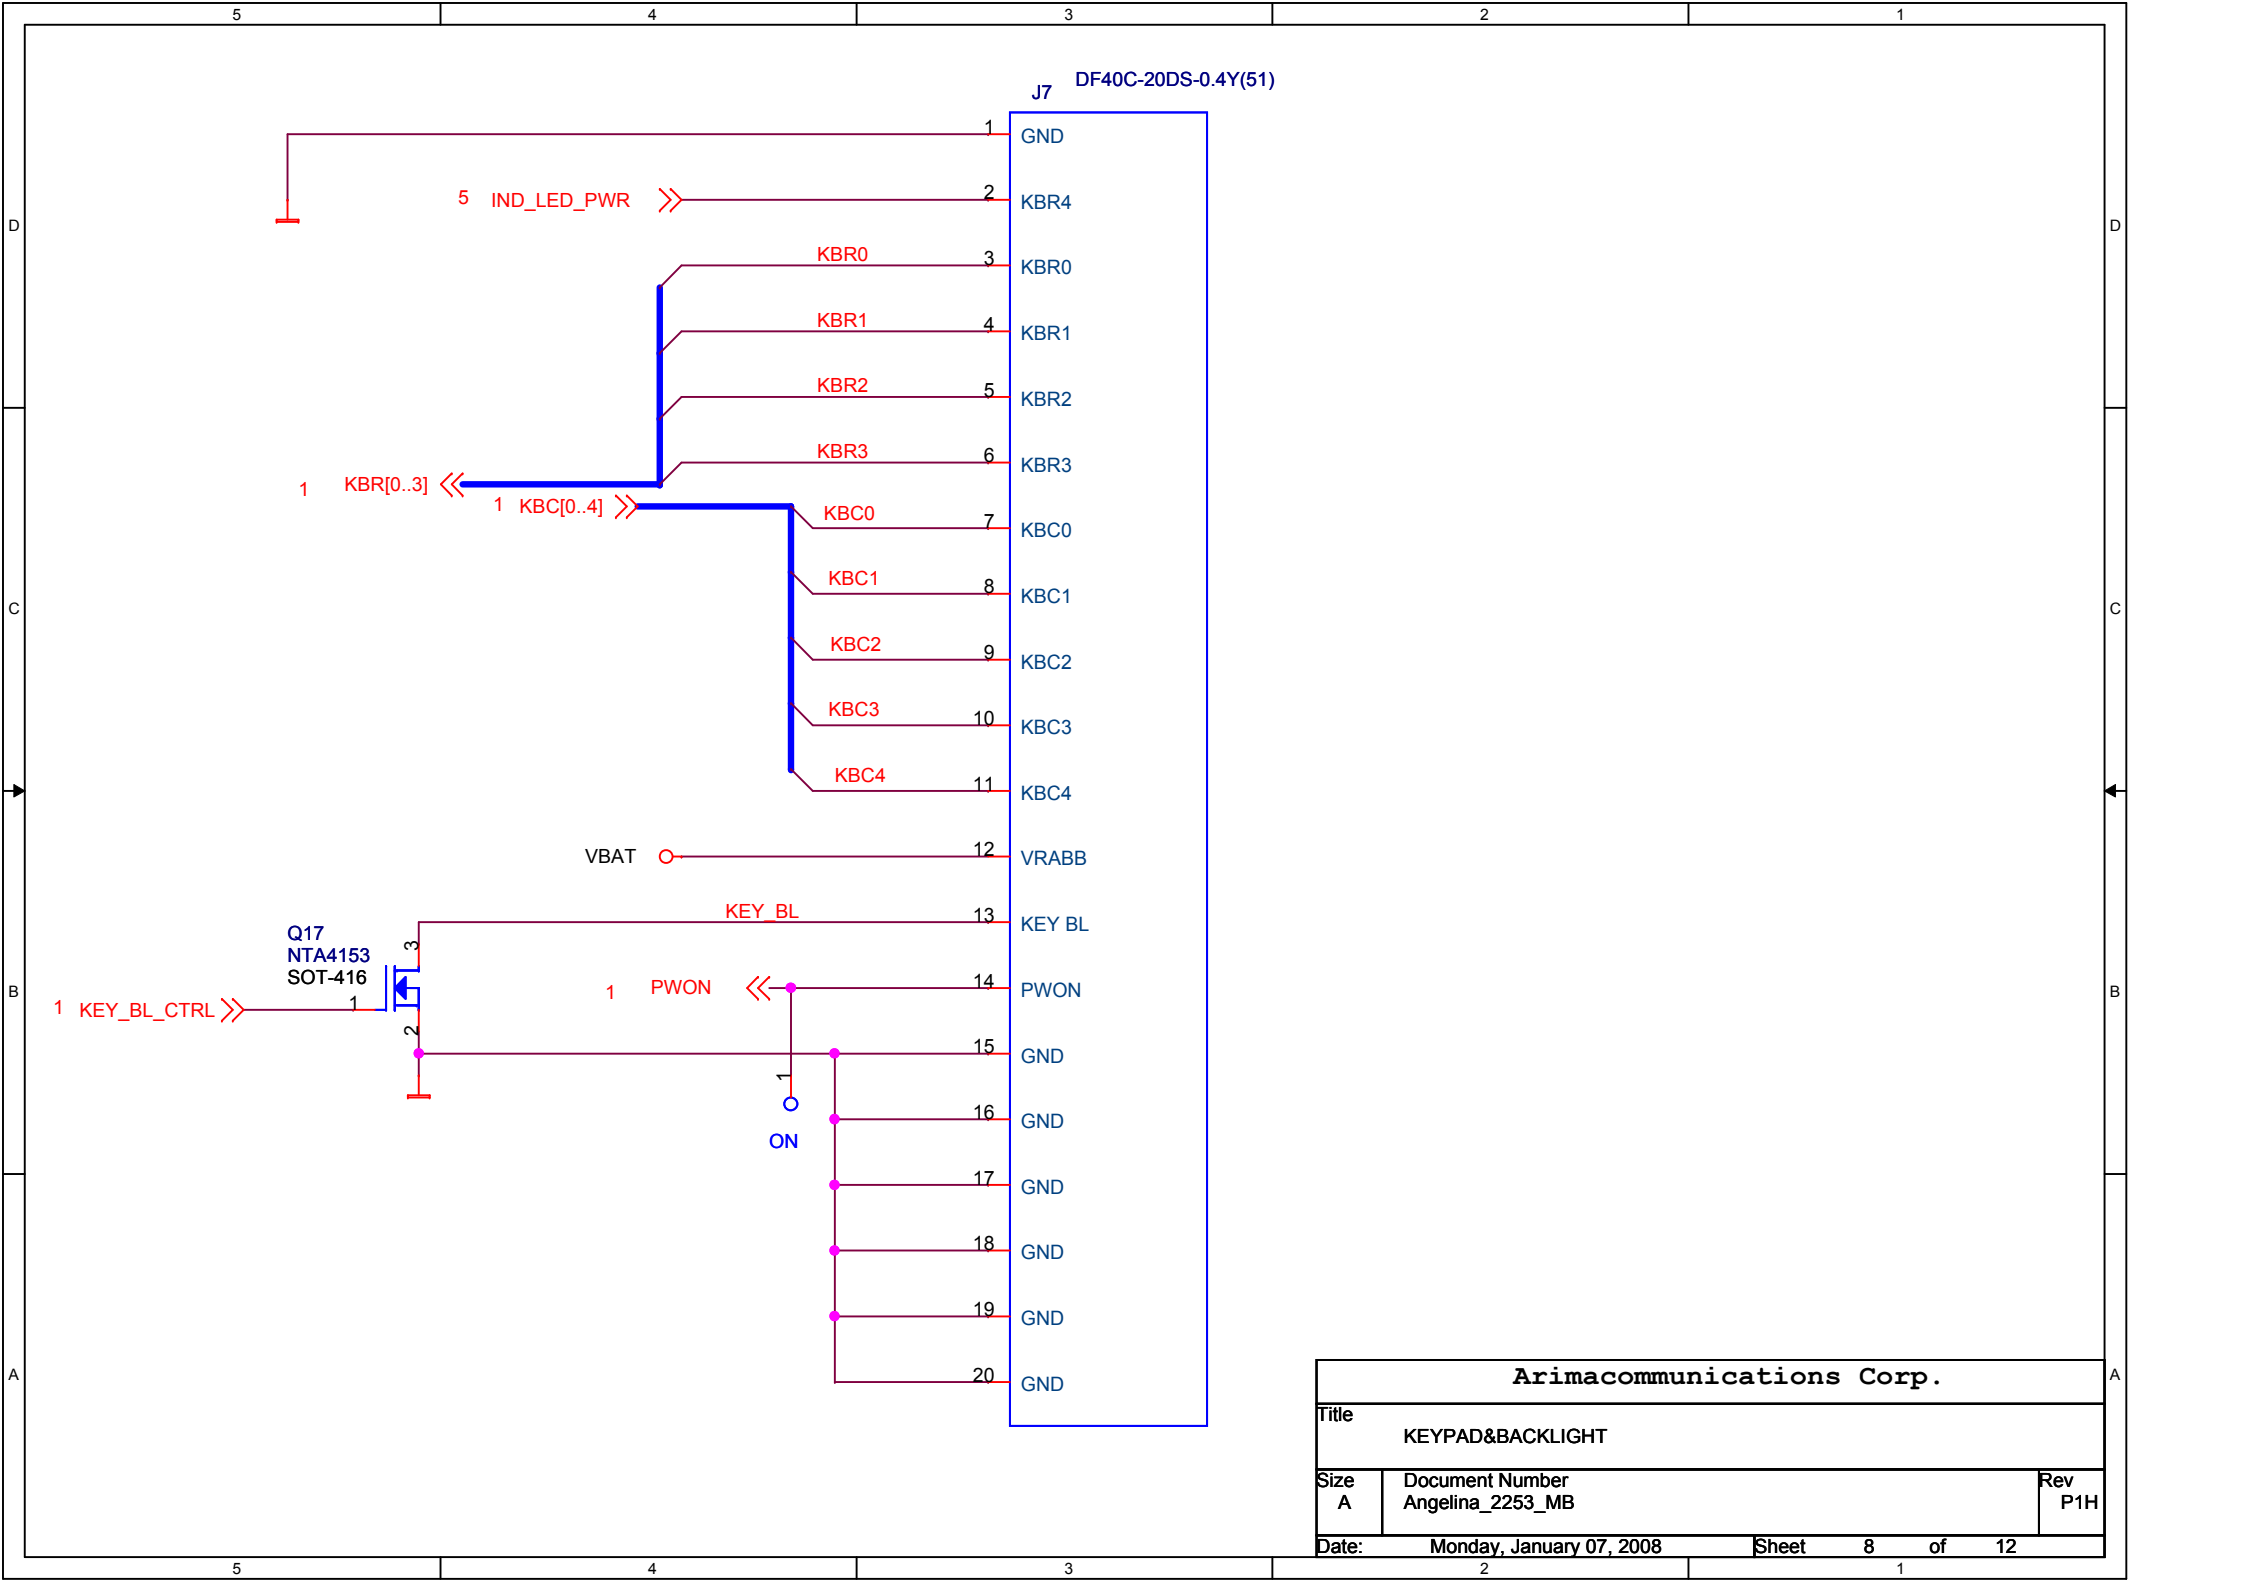 5 4 3 2 1
DF40C-20DS-0.4Y(51)
J7
1 GND
5 IND_LED_PWR 2 KBR4
D D
KBR0 3 KBR0
KBR1 4 KBR1
KBR2 5 KBR2
KBR3 6 KBR3
1 KBR[0..3]
1 KBC[0..4]
KBC0 7 KBC0
KBC1 8 KBC1
C C
KBC2 9 KBC2
KBC3 10 KBC3
KBC4 11 KBC4
VBAT 12 VRABB
KEY_BL 13 KEY BL
Q17
NTA4153
SOT-416
3
1
2
1 KEY_BL_CTRL
B B
1 PWON 14 PWON
15 GND
1
ON
16 GND
17 GND
18 GND
19 GND
20 GND
A A
Arimacommunications Corp.
Title
KEYPAD&BACKLIGHT
Size Document Number Rev
A Angelina_2253_MB P1H
Date: Monday, January 07, 2008 Sheet 8 of 12
5 4 3 2 1